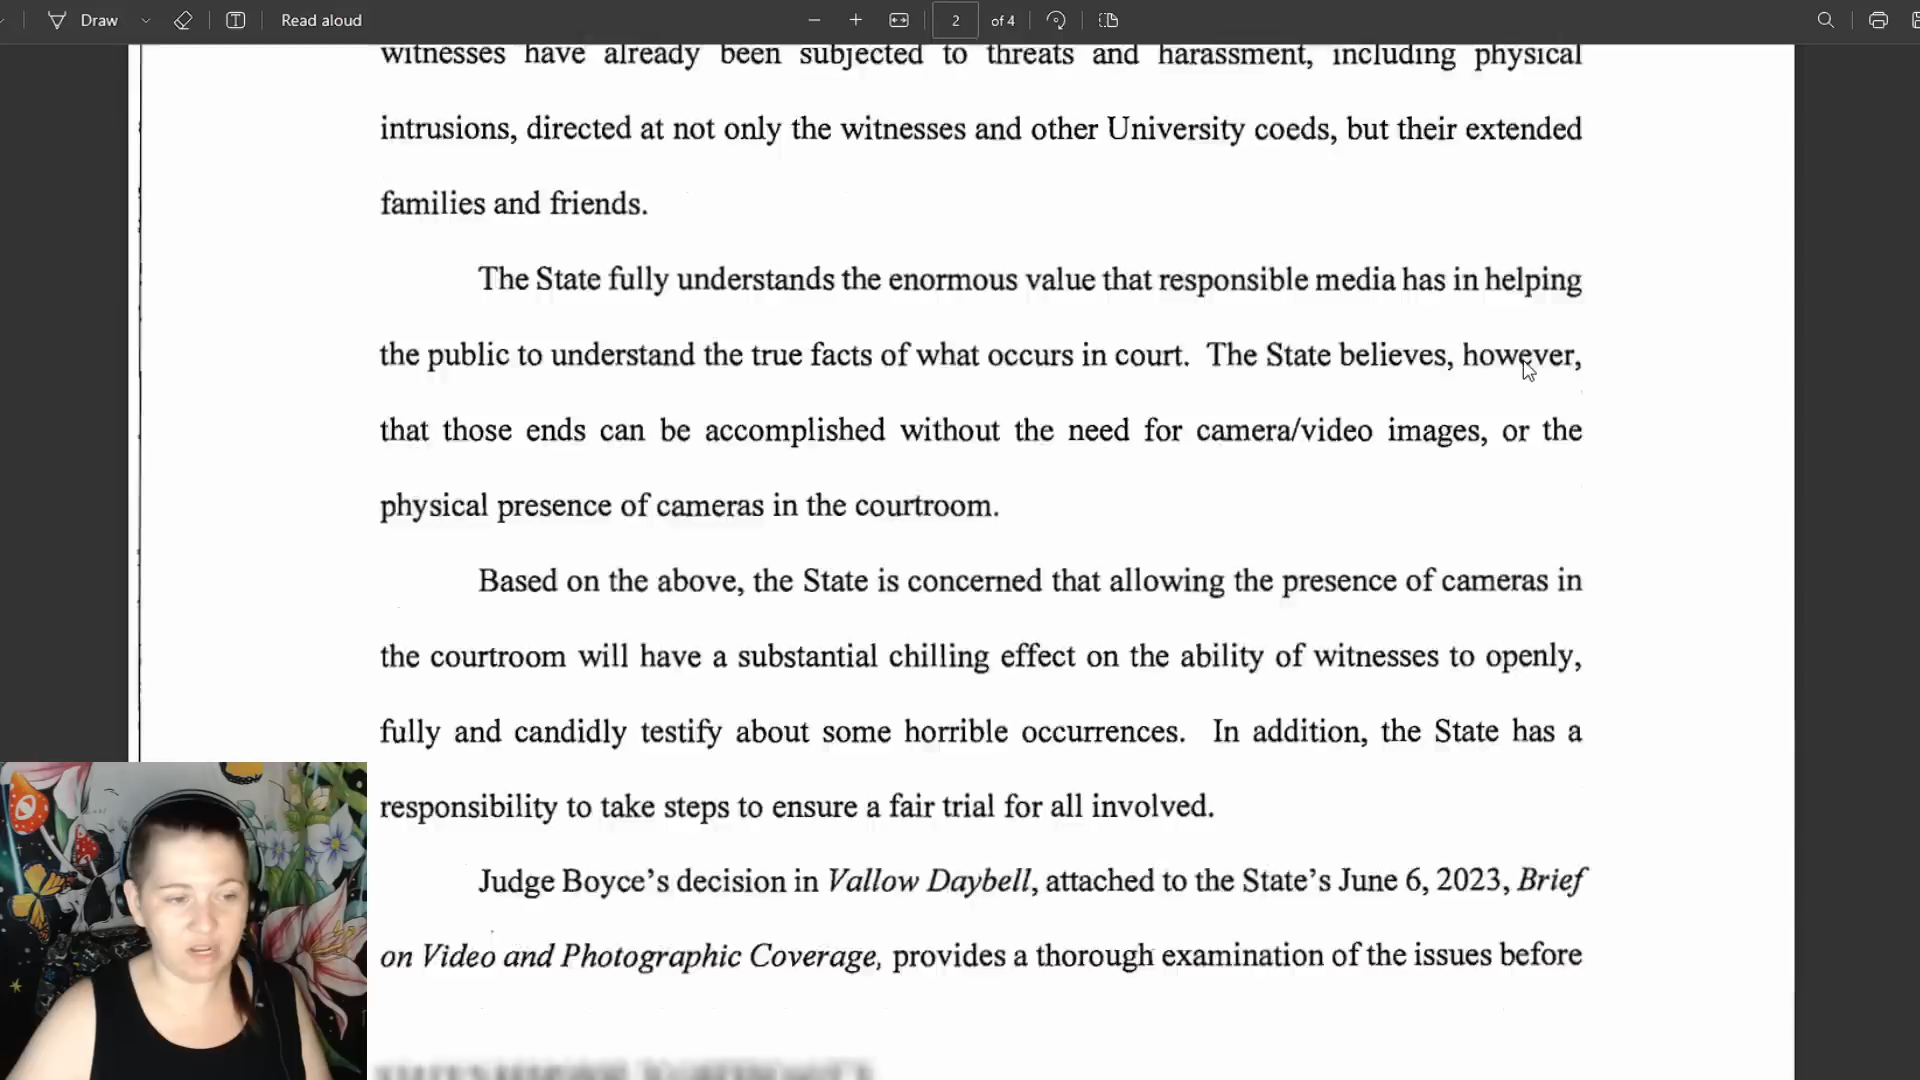 Draw
Read aloud
2
of 4
witnesses have already been subjected to threats and harassment, including physical
intrusions, directed at not only the witnesses and other University coeds, but their extended
families and friends.
The State fully understands the enormous value that responsible media has in helping
the public to understand the true facts of what occurs in court. The State believes, however,
that those ends can be accomplished without the need for camera/video images, or the
physical presence of cameras in the courtroom.
Based on the above, the State is concerned that allowing the presence of cameras in
the courtroom will have a substantial chilling effect on the ability of witnesses to openly,
fully and candidly testify about some horrible occurrences. In addition, the State has a
responsibility to take steps to ensure a fair trial for all involved.
Judge Boyce's decision in Vallow Daybell, attached to the State's June 6, 2023, Brief
on Video and Photographic Coverage, provides a thorough examination of the issues before